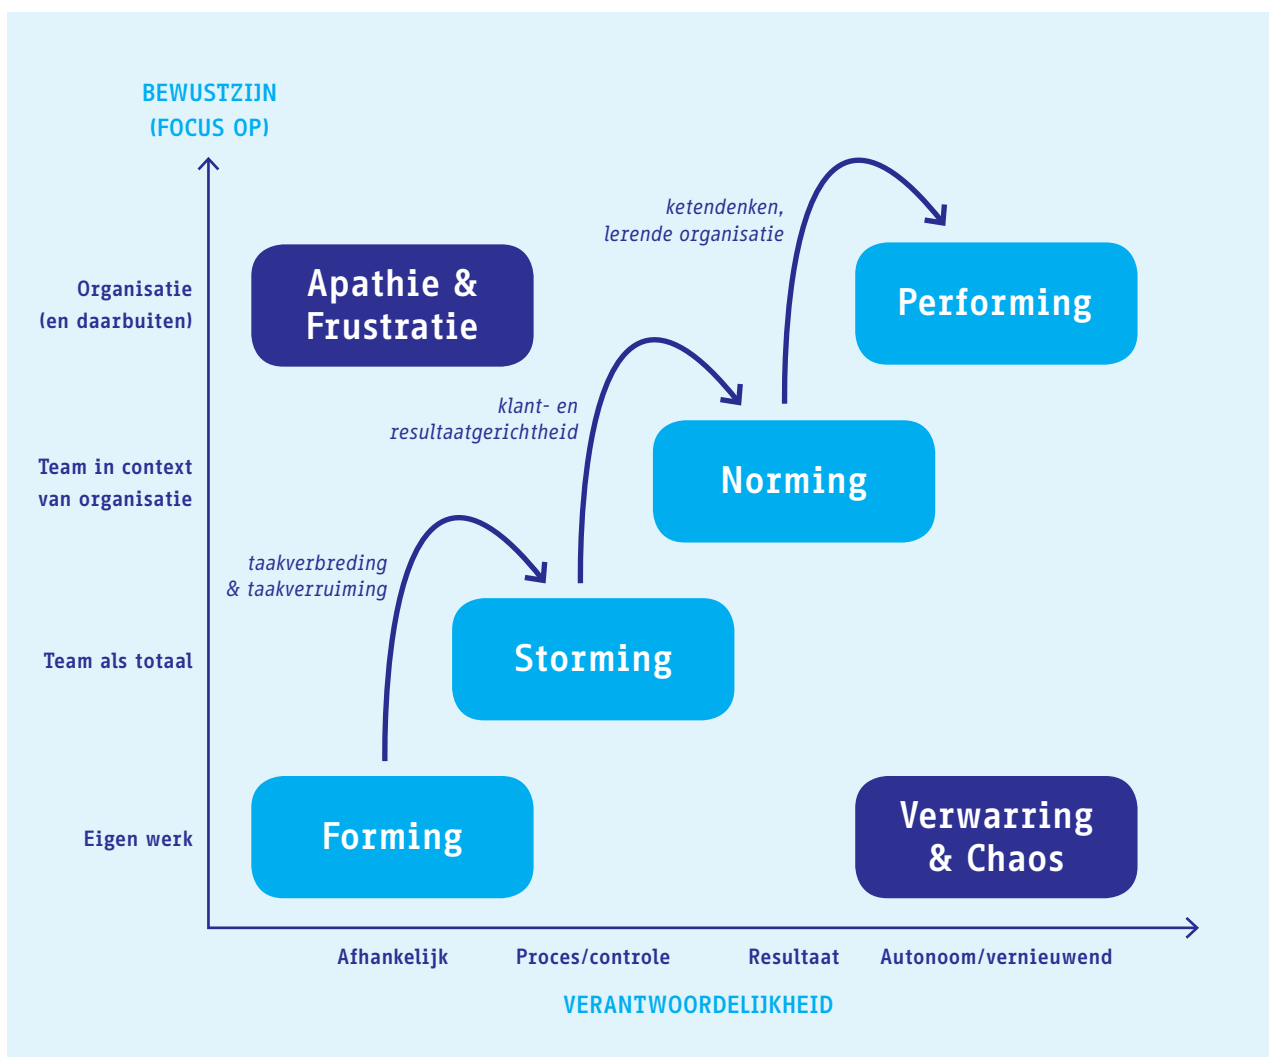 BEWUSTZIJN
(FOCUS OP)
ketendenken,
lerende organisatie
Apathie &
Frustratie
Performing
Organisatie
(en daarbuiten)
klant- en
resultaatgerichtheid
Team in context
van organisatie
Norming
taakverbreding
& taakverruiming
Team als totaal
Storming
Eigen werk
Forming
Verwarring
& Chaos
Afhankelijk
Proces/controle
Resultaat
Autonoom/vernieuwend
VERANTWOORDELIJKHEID